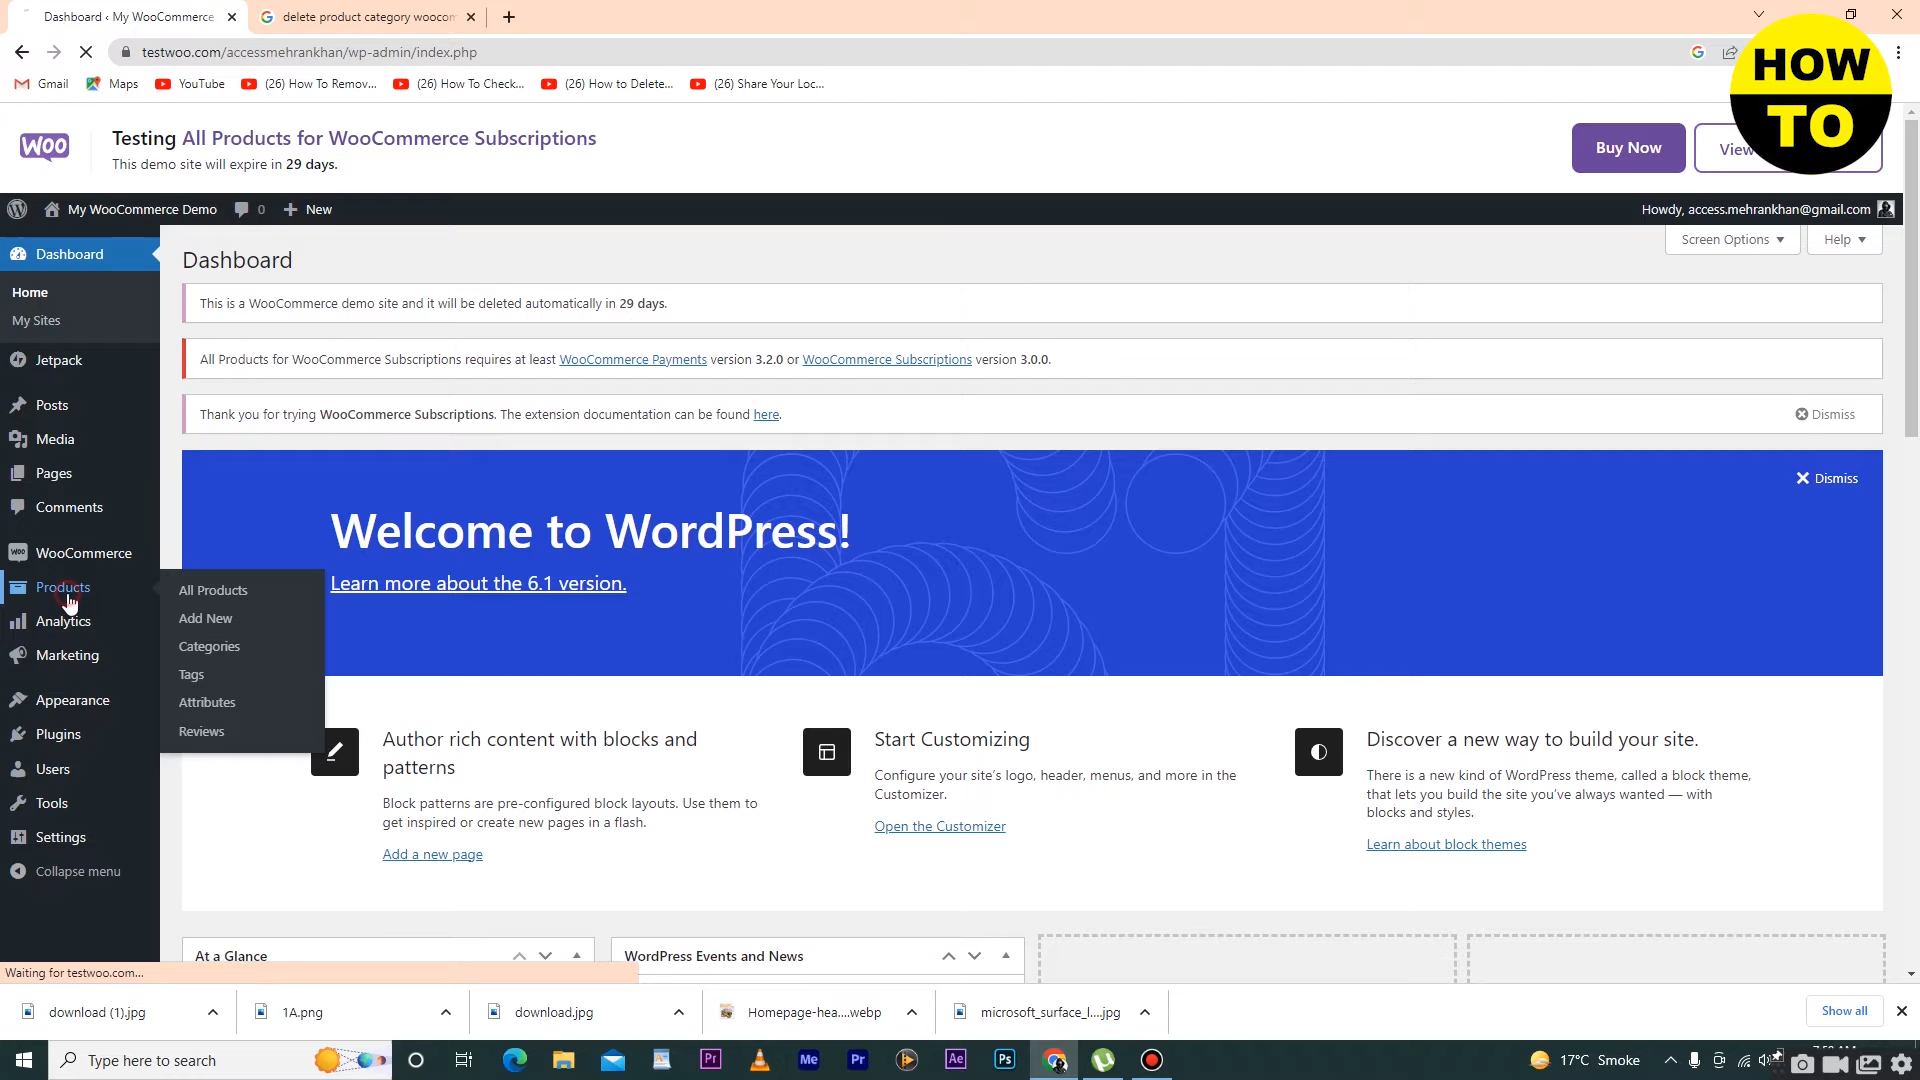 Dashboard ‹ My WooCommerce
delete product category woocom
testwoo.com/accessmehrankhan/wp-admin/index.php
Gmail
Maps
YouTube
(26) How To Remov...
(26) How To Check...
(26) How to Delete...
(26) Share Your Loc...
HOW
TO
WOO
Testing All Products for WooCommerce Subscriptions
This demo site will expire in 29 days.
Buy Now
View
My WooCommerce Demo
0
New
Howdy, access.mehrankhan@gmail.com
Screen Options
Help
Dashboard
Home
My Sites
Jetpack
Posts
Media
Pages
Comments
WooCommerce
Products
Analytics
Marketing
Appearance
Plugins
Users
Tools
Settings
Collapse menu
All Products
Add New
Categories
Tags
Attributes
Reviews
Dashboard
This is a WooCommerce demo site and it will be deleted automatically in 29 days.
All Products for WooCommerce Subscriptions requires at least WooCommerce Payments version 3.2.0 or WooCommerce Subscriptions version 3.0.0.
Thank you for trying WooCommerce Subscriptions. The extension documentation can be found here.
Dismiss
Dismiss
Welcome to WordPress!
Learn more about the 6.1 version.
Author rich content with blocks and
patterns
Block patterns are pre-configured block layouts. Use them to
get inspired or create new pages in a flash.
Add a new page
Start Customizing
Configure your site's logo, header, menus, and more in the
Customizer.
Open the Customizer
Discover a new way to build your site.
There is a new kind of WordPress theme, called a block theme,
that lets you build the site you've always wanted — with
blocks and styles.
Learn about block themes
At a Glance
WordPress Events and News
Waiting for testwoo.com...
download (1).jpg
1A.png
download.jpg
Homepage-hea....webp
microsoft_surface_l....jpg
Show all
Type here to search
Pr
Me
Pr
Ae
Ps
17°C Smoke